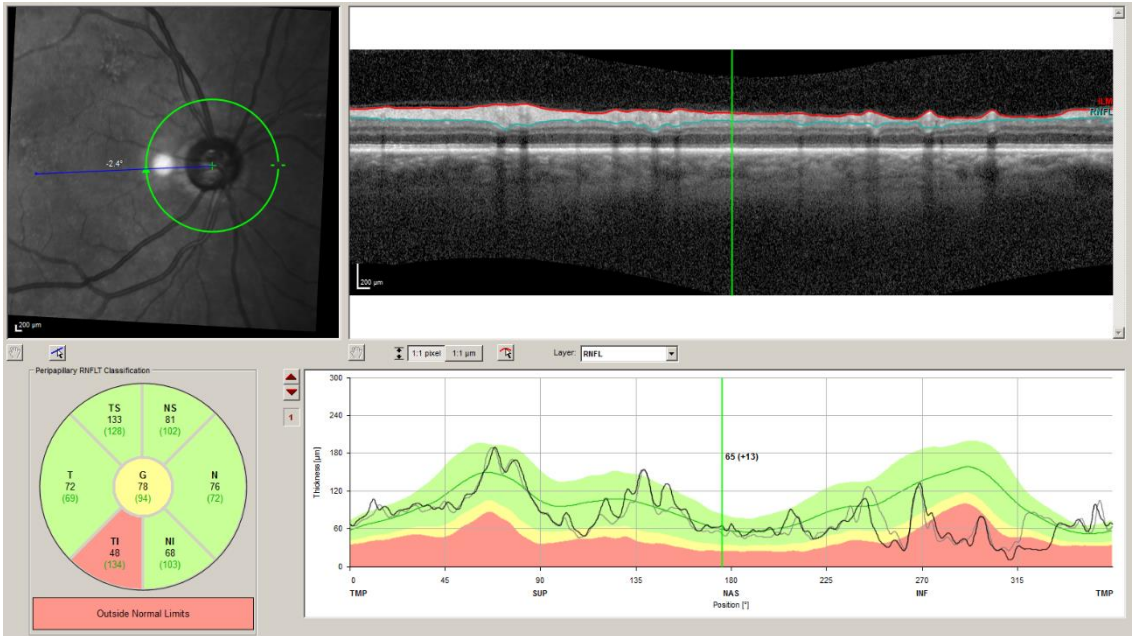 -2.4°
200 µm
ILM
RNFL
200 µm
1:1 pixel 1:1 µm Layer: RNFL
Peripapillary RNFLT Classification
TS
133
(128)
NS
81
(102)
T
72
(69)
G
78
(94)
N
76
(72)
TI
48
(134)
NI
68
(103)
Outside Normal Limits
1
Thickness [µm]
300
240
180
120
60
0
65 (+13)
0 45 90 135 180 225 270 315
TMP SUP NAS INF TMP
Position [°]